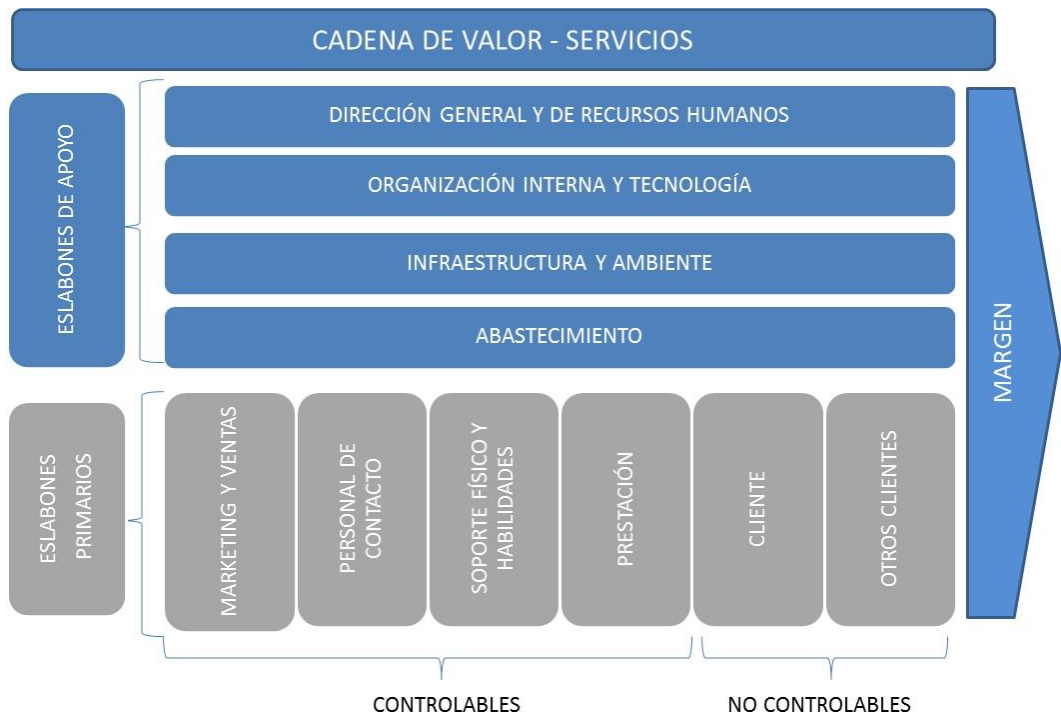 CADENA DE VALOR - SERVICIOS
ESLABONES DE APOYO
DIRECCIÓN GENERAL Y DE RECURSOS HUMANOS
ORGANIZACIÓN INTERNA Y TECNOLOGÍA
INFRAESTRUCTURA Y AMBIENTE
ABASTECIMIENTO
MARGEN
ESLABONES
PRIMARIOS
MARKETING Y VENTAS
PERSONAL DE
CONTACTO
SOPORTE FÍSICO Y
HABILIDADES
PRESTACIÓN
CLIENTE
OTROS CLIENTES
CONTROLABLES
NO CONTROLABLES